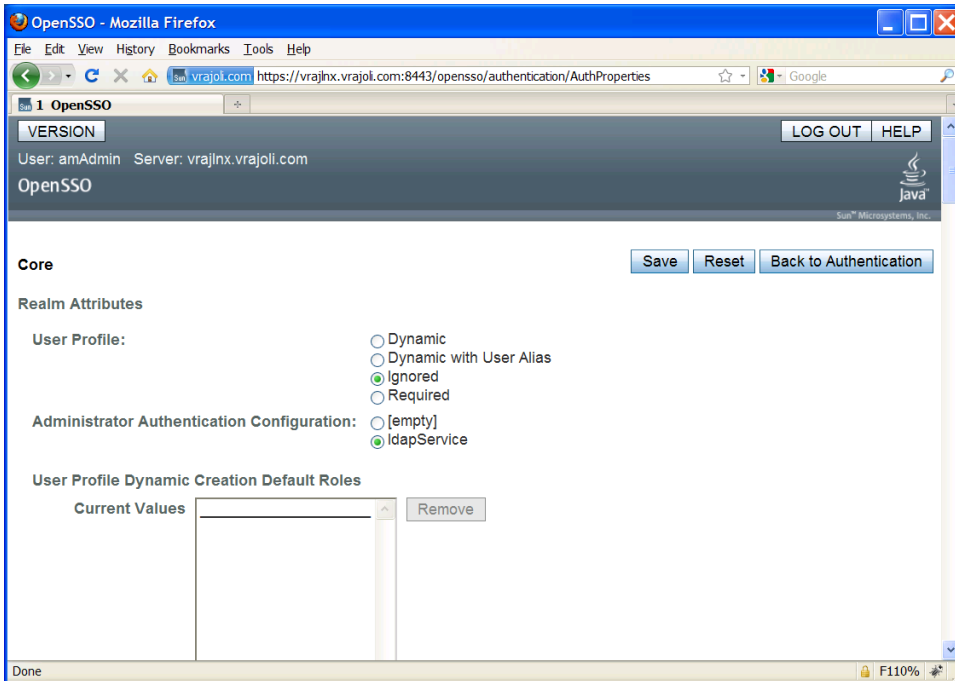 OpenSSO - Mozilla Firefox
File Edit View History Bookmarks Tools Help
Sun vrajoli.com https://vrajlnx.vrajoli.com:8443/opensso/authentication/AuthProperties Google
Sun 1 OpenSSO
VERSION LOG OUT HELP
User: amAdmin Server: vrajlnx.vrajoli.com
OpenSSO
Java™
Sun™ Microsystems, Inc.
Core Save Reset Back to Authentication
Realm Attributes
User Profile: Dynamic
Dynamic with User Alias
Ignored
Required
Administrator Authentication Configuration: [empty]
ldapService
User Profile Dynamic Creation Default Roles
Current Values Remove
Done F110%